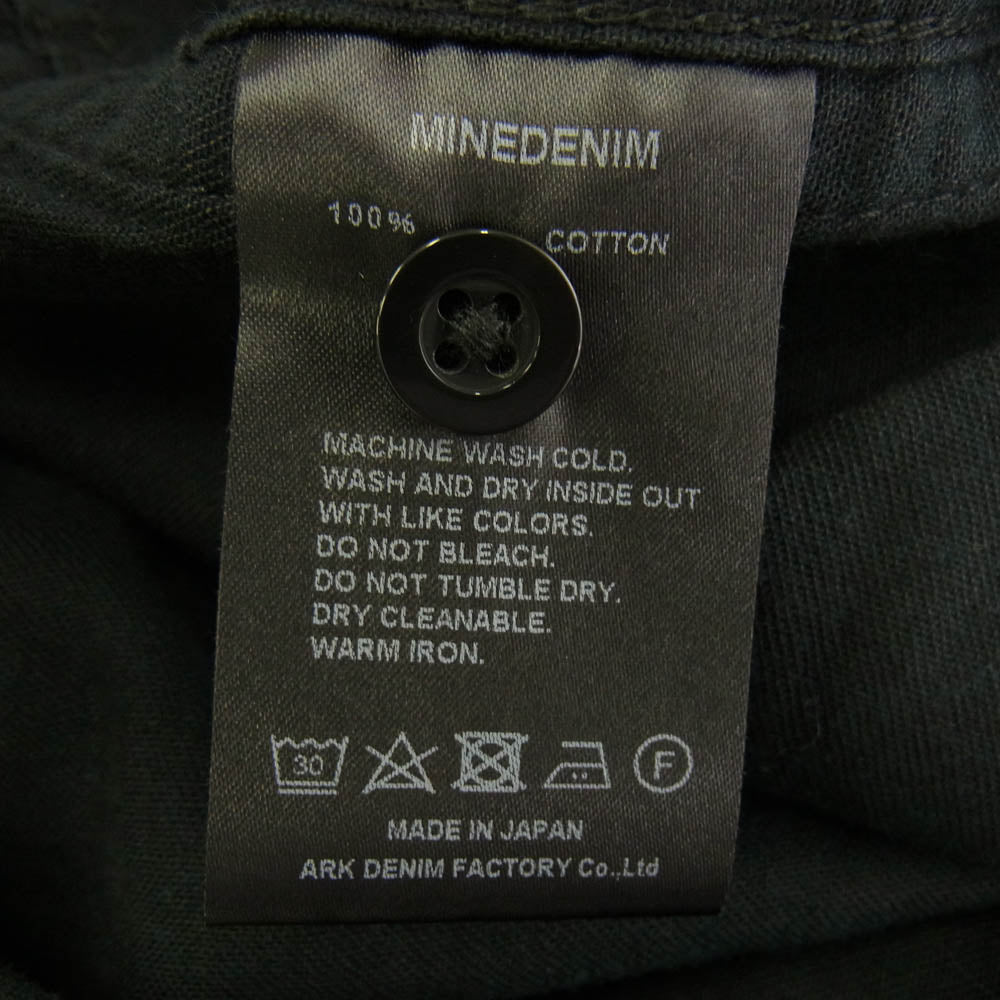 MINEDENIM
100% COTTON
MACHINE WASH COLD.
WASH AND DRY INSIDE OUT
WITH LIKE COLORS.
DO NOT BLEACH.
DO NOT TUMBLE DRY.
DRY CLEANABLE.
WARM IRON.
30 F
MADE IN JAPAN
ARK DENIM FACTORY Co.,Ltd